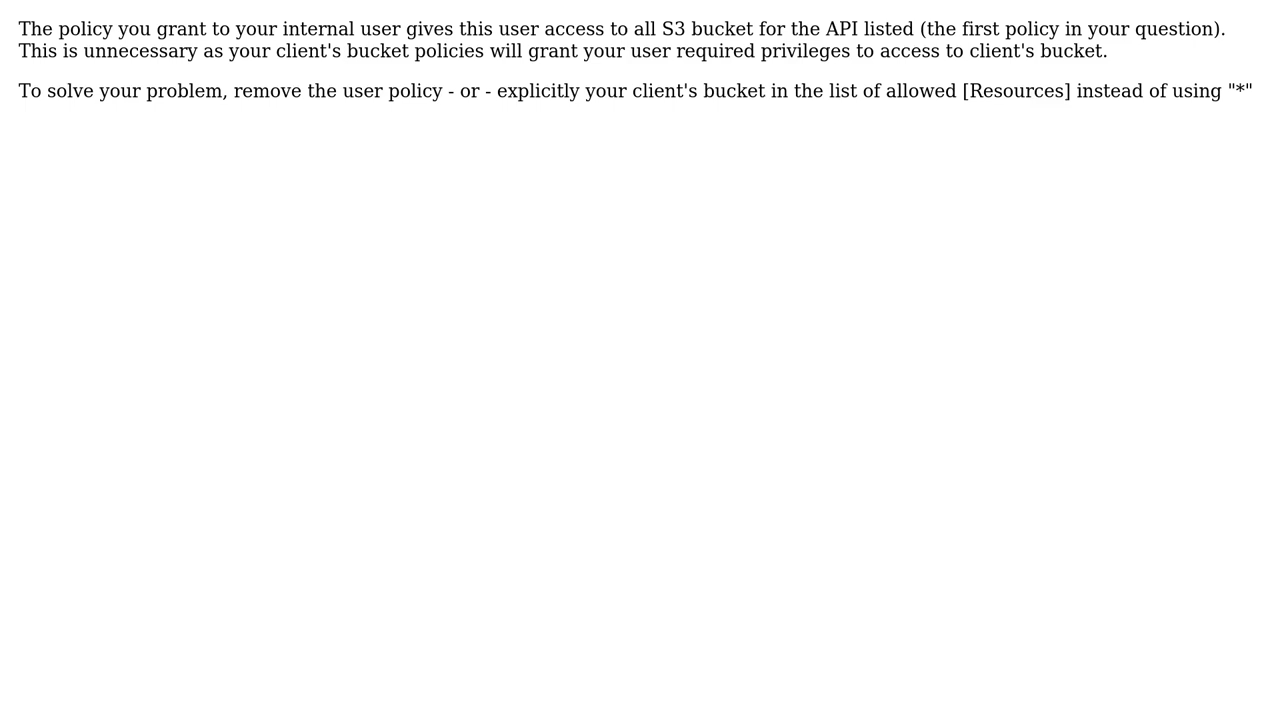 The policy you grant to your internal user gives this user access to all S3 bucket for the API listed (the first policy in your question).
This is unnecessary as your client's bucket policies will grant your user required privileges to access to client's bucket.
To solve your problem, remove the user policy - or - explicitly your client's bucket in the list of allowed [Resources] instead of using "*"